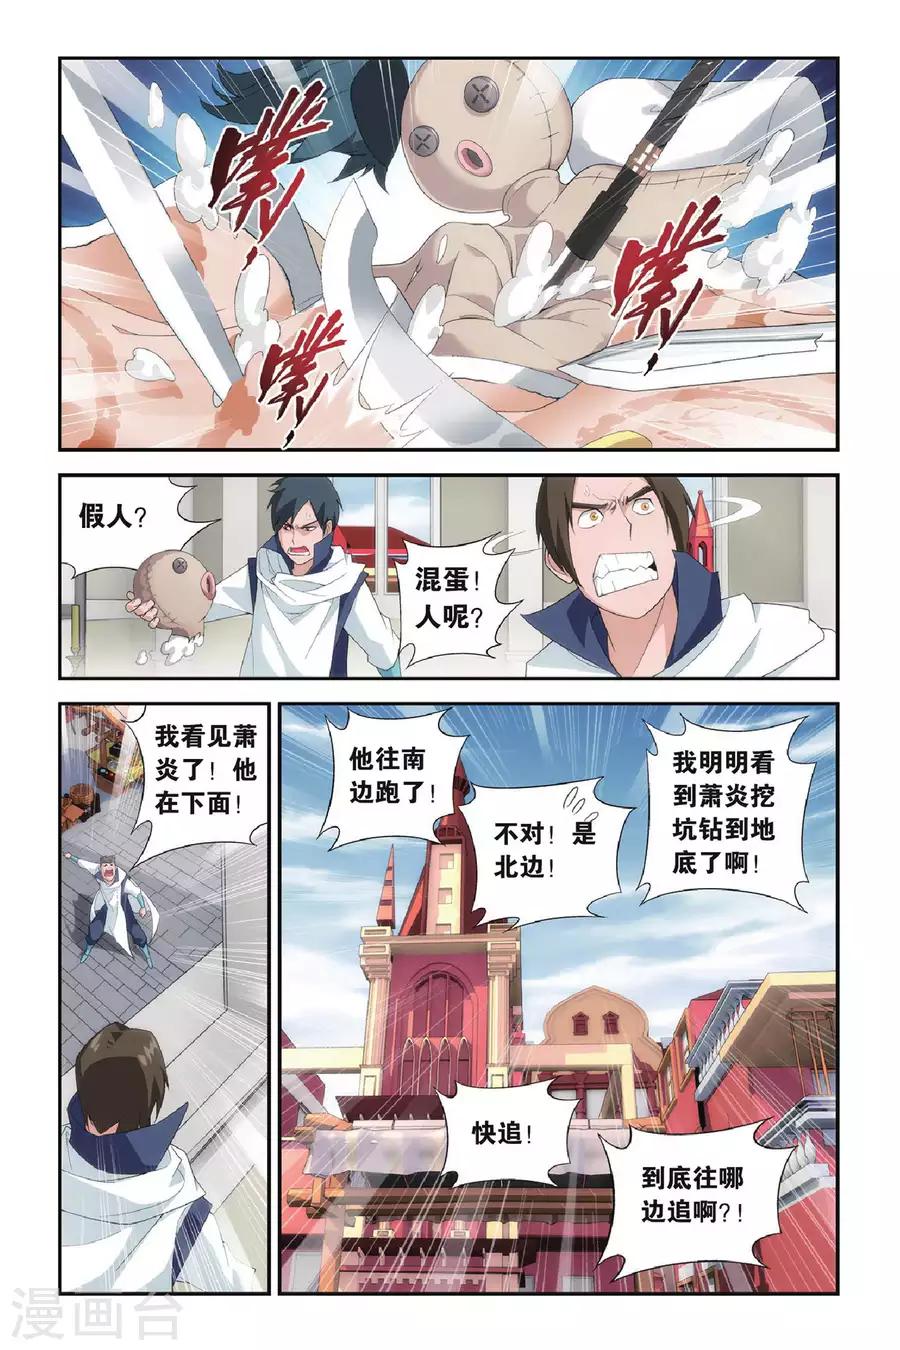 噗
噗
噗
假人？
混蛋！
人呢？
我看见萧
炎了！他
在下面！
他往南
边跑了！
不对！是
北边！
我明明看
到萧炎挖
坑钻到地
底了啊！
快追！
到底往哪
边追啊？！
漫画台